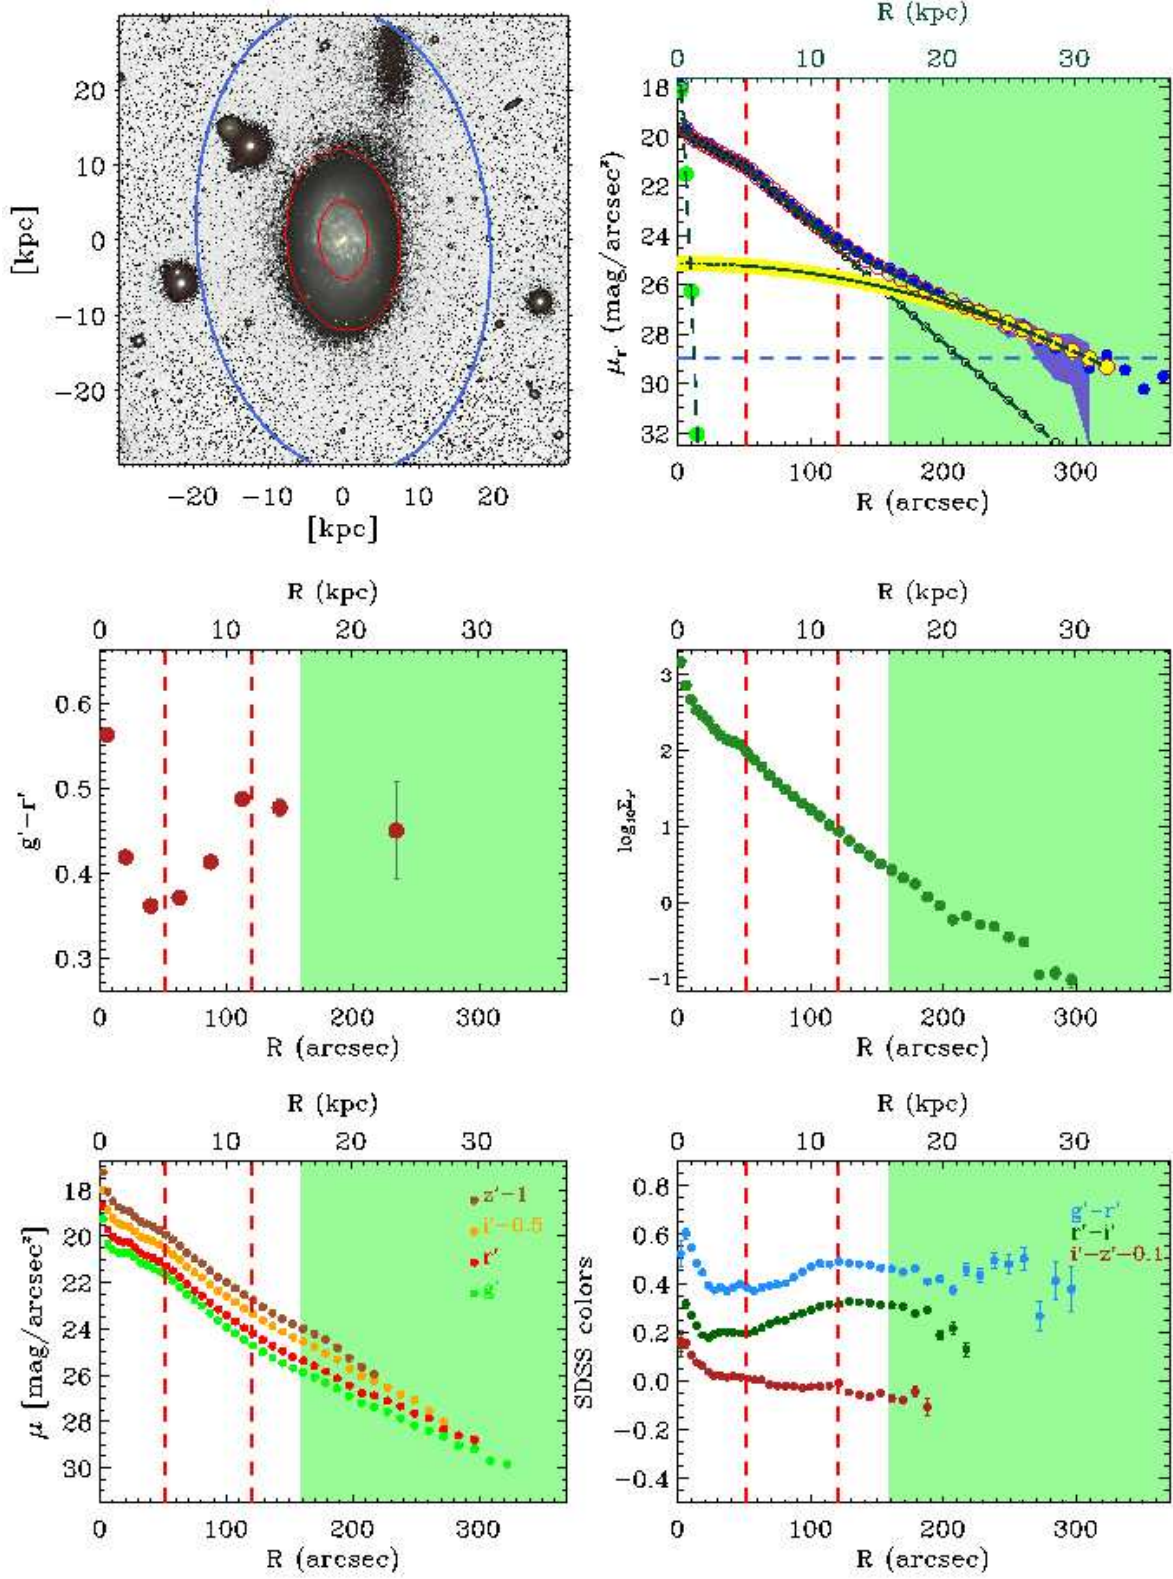 R (kpc)
0 10 20 30
20
10
0
−10
−20
[kpc]
−20 −10 0 10 20
[kpc]
18
20
22
24
26
28
30
32
μr' (mag/arcsec²)
0 100 200 300
R (arcsec)
R (kpc)
0 10 20 30
0.6
0.5
0.4
0.3
g'−r'
0 100 200 300
R (arcsec)
R (kpc)
0 10 20 30
3
2
1
0
−1
log₁₀Σr'
0 100 200 300
R (arcsec)
R (kpc)
0 10 20 30
18
20
22
24
26
28
30
μ [mag/arcsec²]
z'−1
i'−0.5
r'
g'
0 100 200 300
R (arcsec)
R (kpc)
0 10 20 30
0.8
0.6
0.4
0.2
0.0
−0.2
−0.4
SDSS colors
g'−r'
r'−i'
i'−z'−0.1
0 100 200 300
R (arcsec)